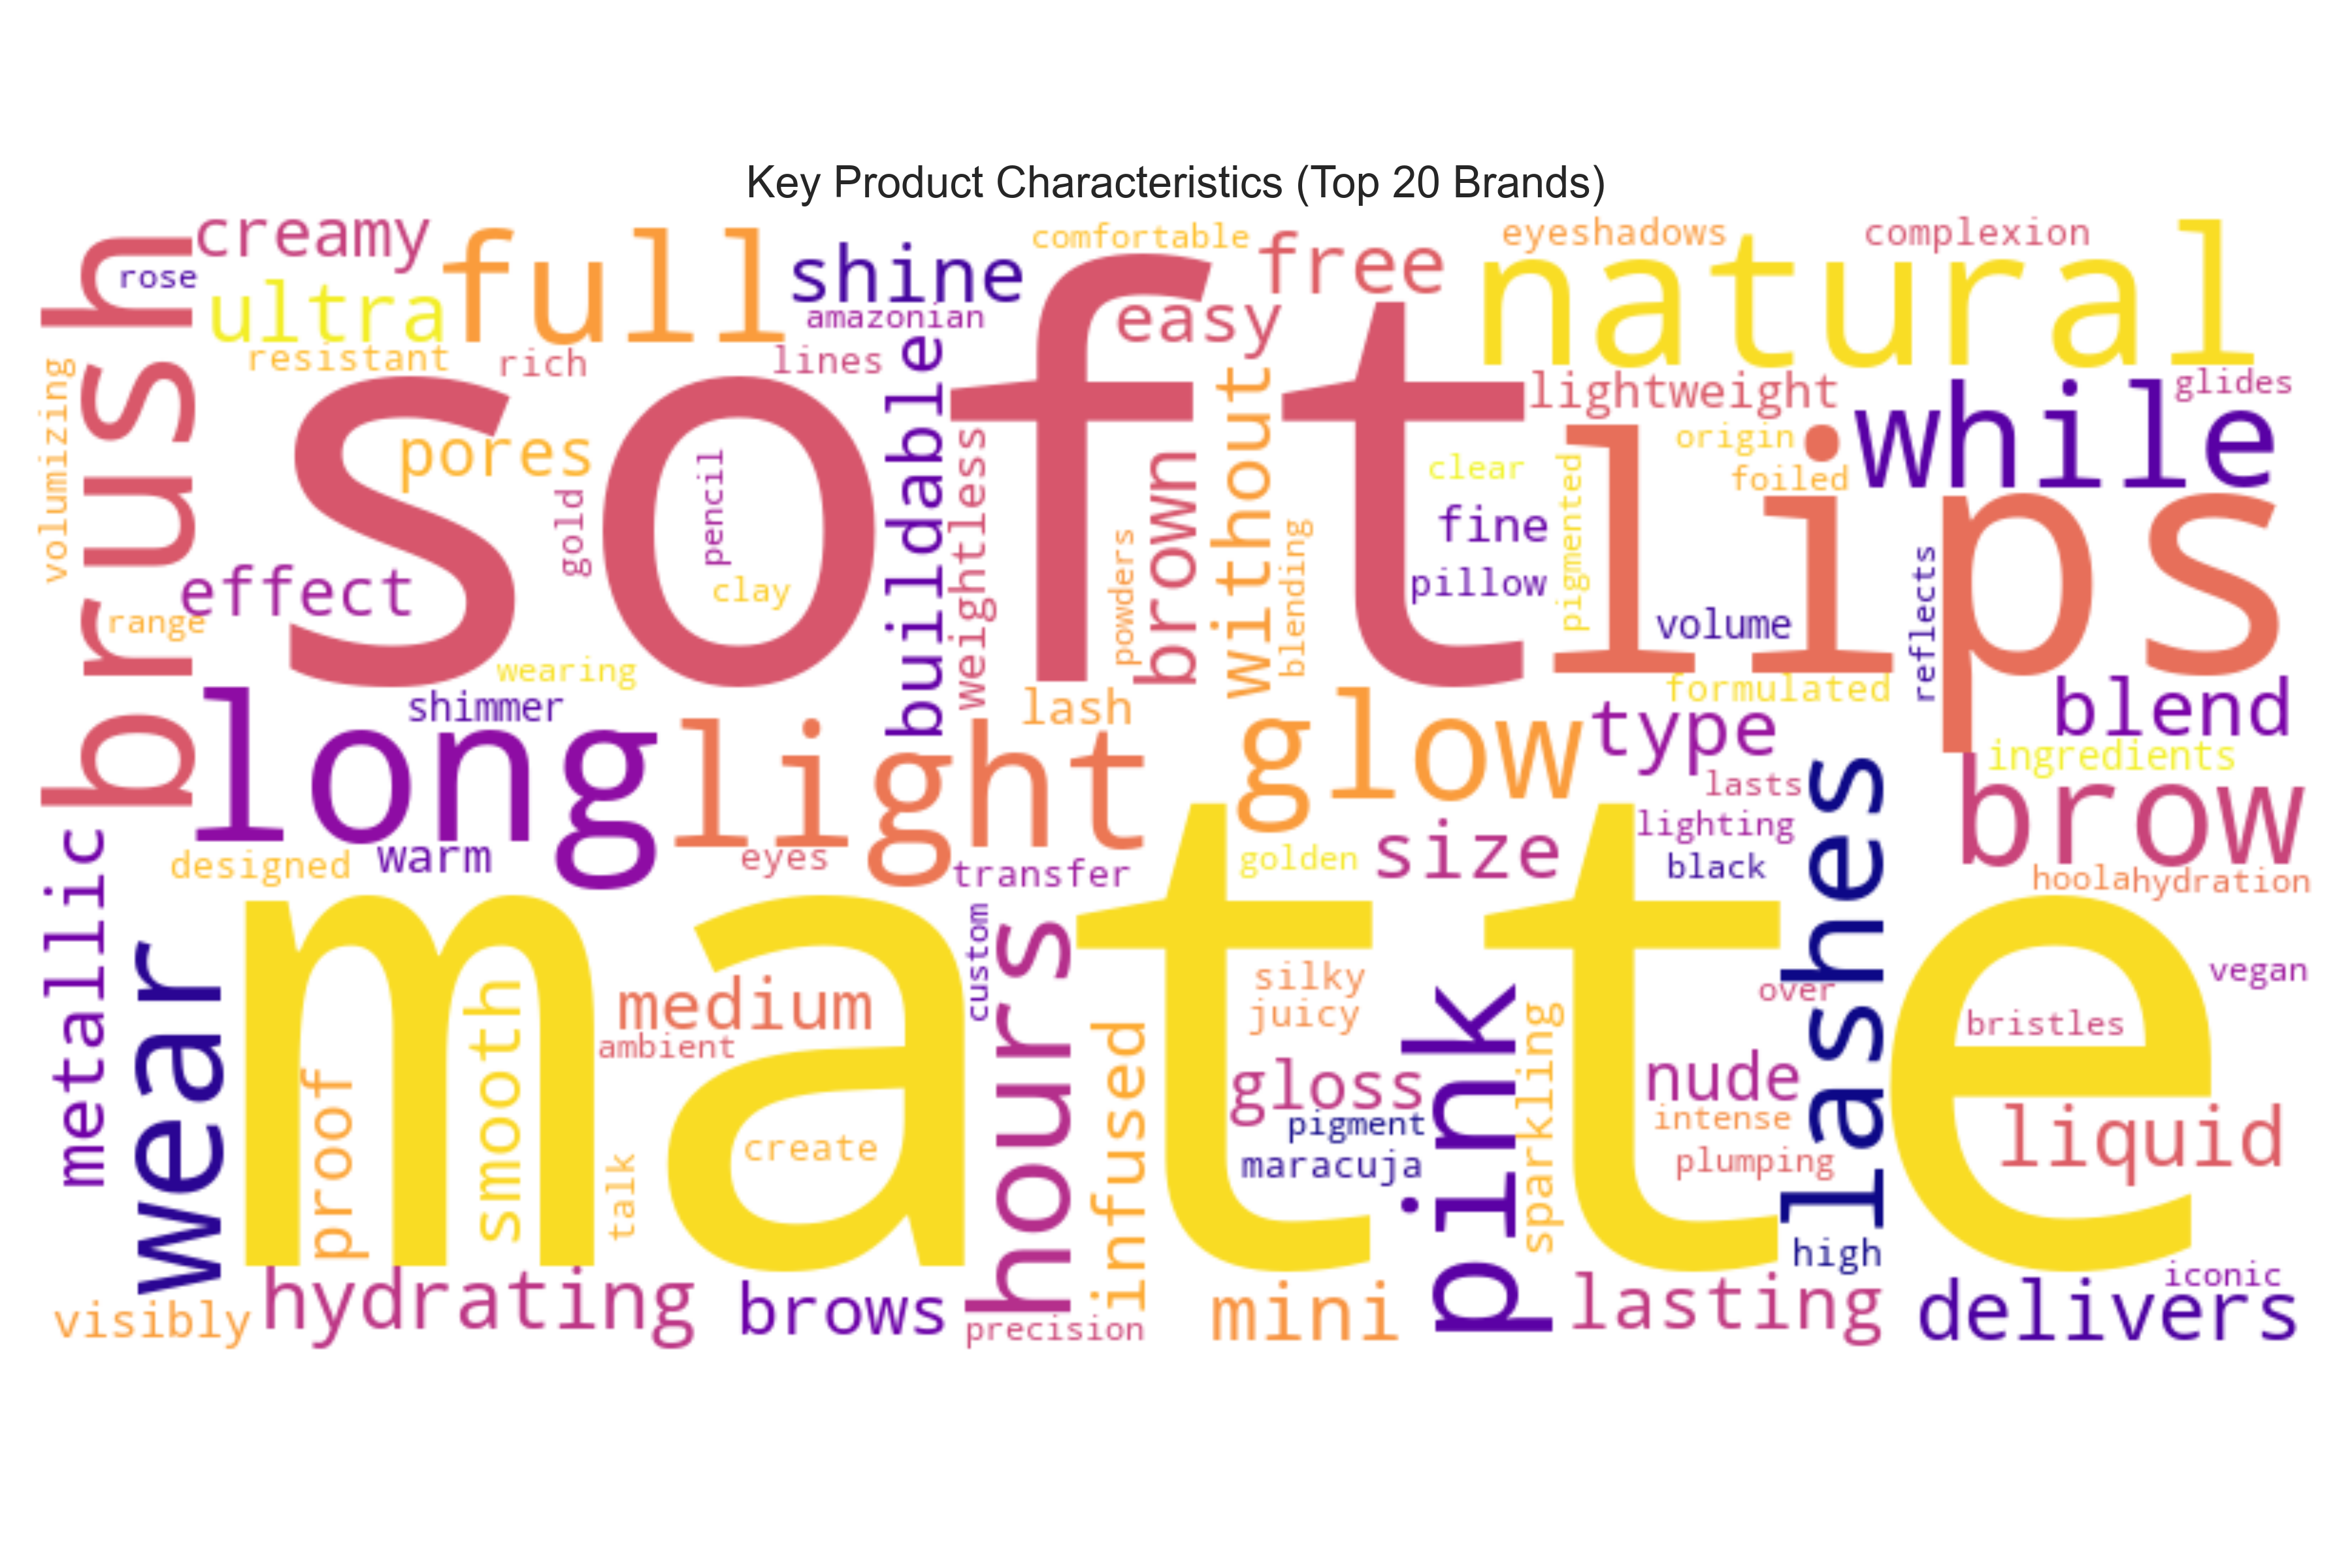 Key Product Characteristics (Top 20 Brands)
creamy
full
shine
comfortable
free
eyeshadows
complexion
natural
rose
ultra
amazonian
easy
brush
resistant
rich
lines
soft
lightweight
while
glides
volumizing
pores
gold
pencil
clay
buildable
weightless
powders
brown
without
blending
clear
fine
pillow
pigmented
origin
foiled
lips
volume
reflects
effect
range
wearing
shimmer
lash
formulated
type
blend
ingredients
long
light
glow
lasts
lighting
black
lashes
brow
designed
warm
eyes
transfer
golden
size
hoola
hydration
metallic
wear
matte
proof
smooth
medium
ambient
talk
create
custom
hours
infused
silky
juicy
gloss
pigment
maracuja
pink
sparkling
over
nude
intense
plumping
high
bristles
vegan
liquid
iconic
visibly
hydrating
brows
precision
mini
lasting
delivers